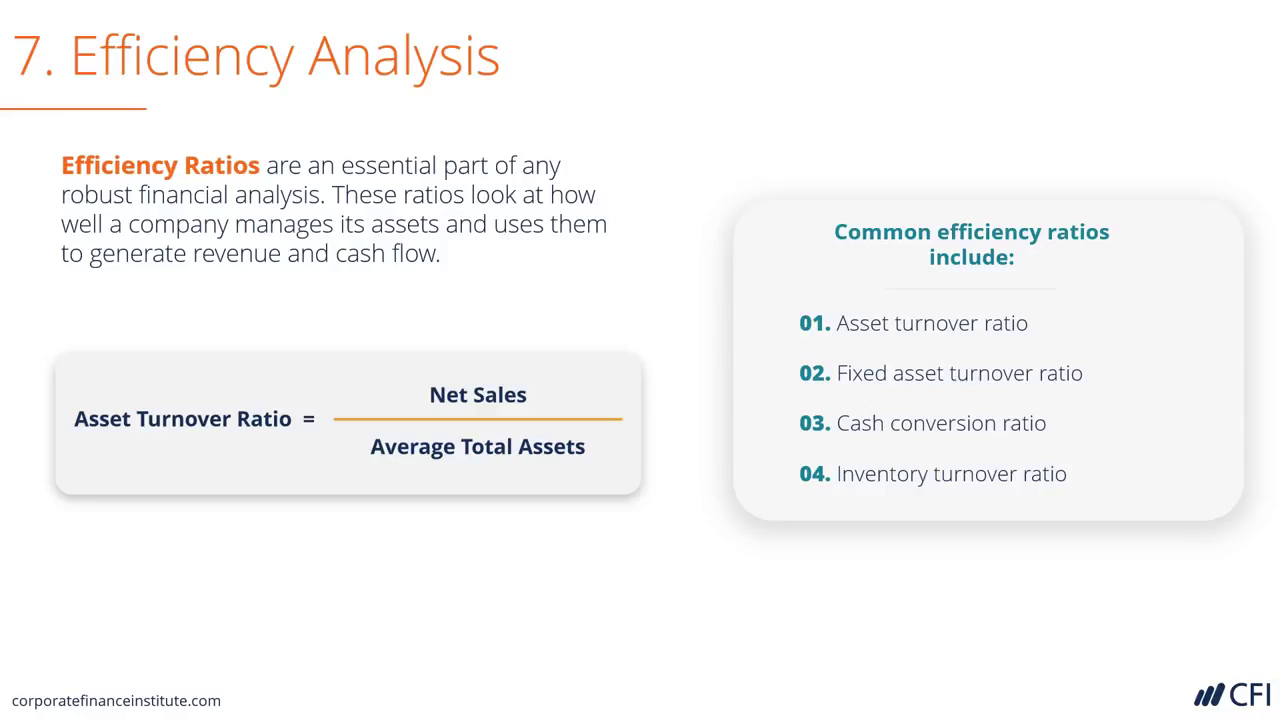 7. Efficiency Analysis
Efficiency Ratios are an essential part of any
robust financial analysis. These ratios look at how
well a company manages its assets and uses them
to generate revenue and cash flow.
Asset Turnover Ratio =
Net Sales
Average Total Assets
Common efficiency ratios
include:
01. Asset turnover ratio
02. Fixed asset turnover ratio
03. Cash conversion ratio
04. Inventory turnover ratio
corporatefinanceinstitute.com
CFI